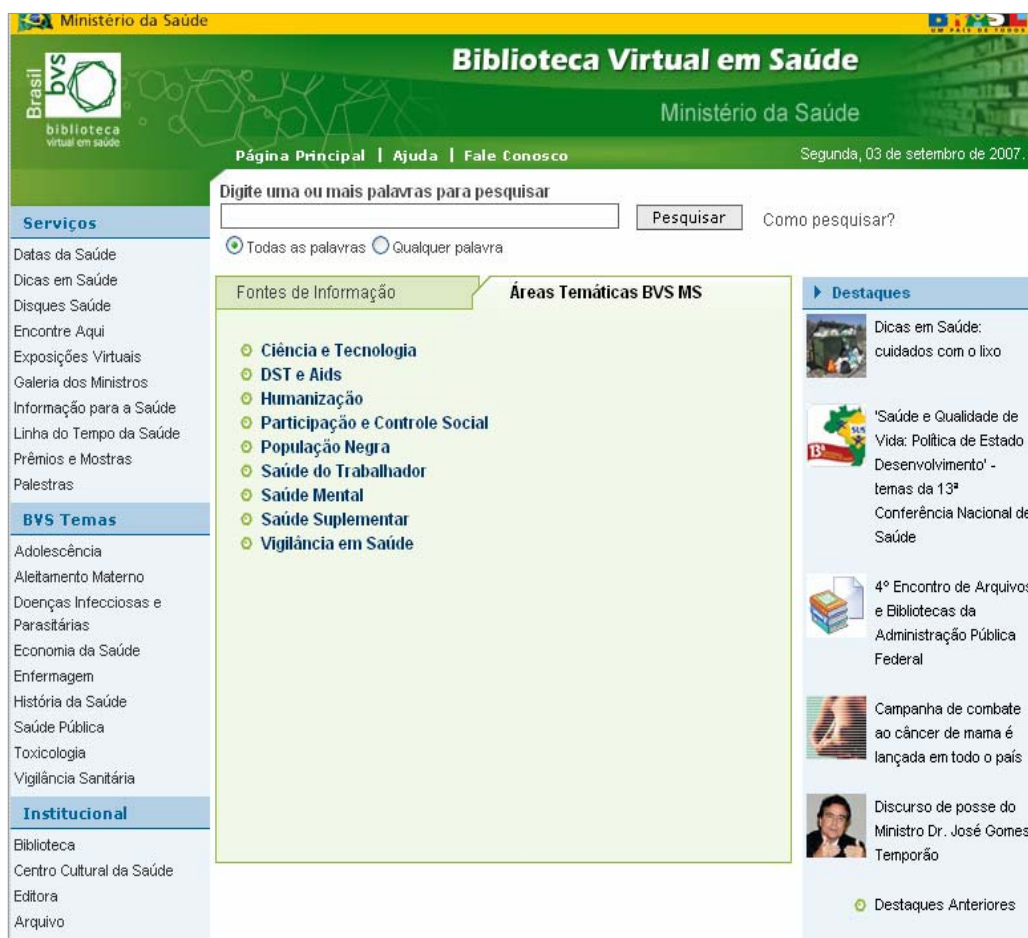 Ministério da Saúde
BRASIL
UM PAÍS DE TODOS
Brasil
bvs
biblioteca
virtual em saúde
Biblioteca Virtual em Saúde
Ministério da Saúde
Página Principal | Ajuda | Fale Conosco
Segunda, 03 de setembro de 2007.
Digite uma ou mais palavras para pesquisar
Pesquisar
Como pesquisar?
Todas as palavras
Qualquer palavra
Serviços
Datas da Saúde
Dicas em Saúde
Disques Saúde
Encontre Aqui
Exposições Virtuais
Galeria dos Ministros
Informação para a Saúde
Linha do Tempo da Saúde
Prêmios e Mostras
Palestras
BVS Temas
Adolescência
Aleitamento Materno
Doenças Infecciosas e
Parasitárias
Economia da Saúde
Enfermagem
História da Saúde
Saúde Pública
Toxicologia
Vigilância Sanitária
Institucional
Biblioteca
Centro Cultural da Saúde
Editora
Arquivo
Fontes de Informação
Áreas Temáticas BVS MS
Ciência e Tecnologia
DST e Aids
Humanização
Participação e Controle Social
População Negra
Saúde do Trabalhador
Saúde Mental
Saúde Suplementar
Vigilância em Saúde
Destaques
Dicas em Saúde:
cuidados com o lixo
'Saúde e Qualidade de
Vida: Política de Estado
Desenvolvimento' -
temas da 13ª
Conferência Nacional de
Saúde
4º Encontro de Arquivos
e Bibliotecas da
Administração Pública
Federal
Campanha de combate
ao câncer de mama é
lançada em todo o país
Discurso de posse do
Ministro Dr. José Gomes
Temporão
Destaques Anteriores